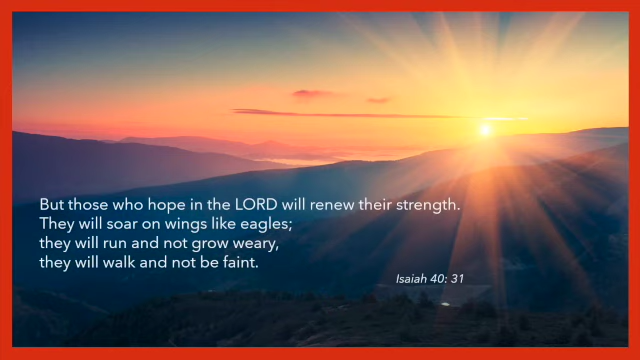 But those who hope in the LORD will renew their strength.
They will soar on wings like eagles;
they will run and not grow weary,
they will walk and not be faint.
Isaiah 40: 31